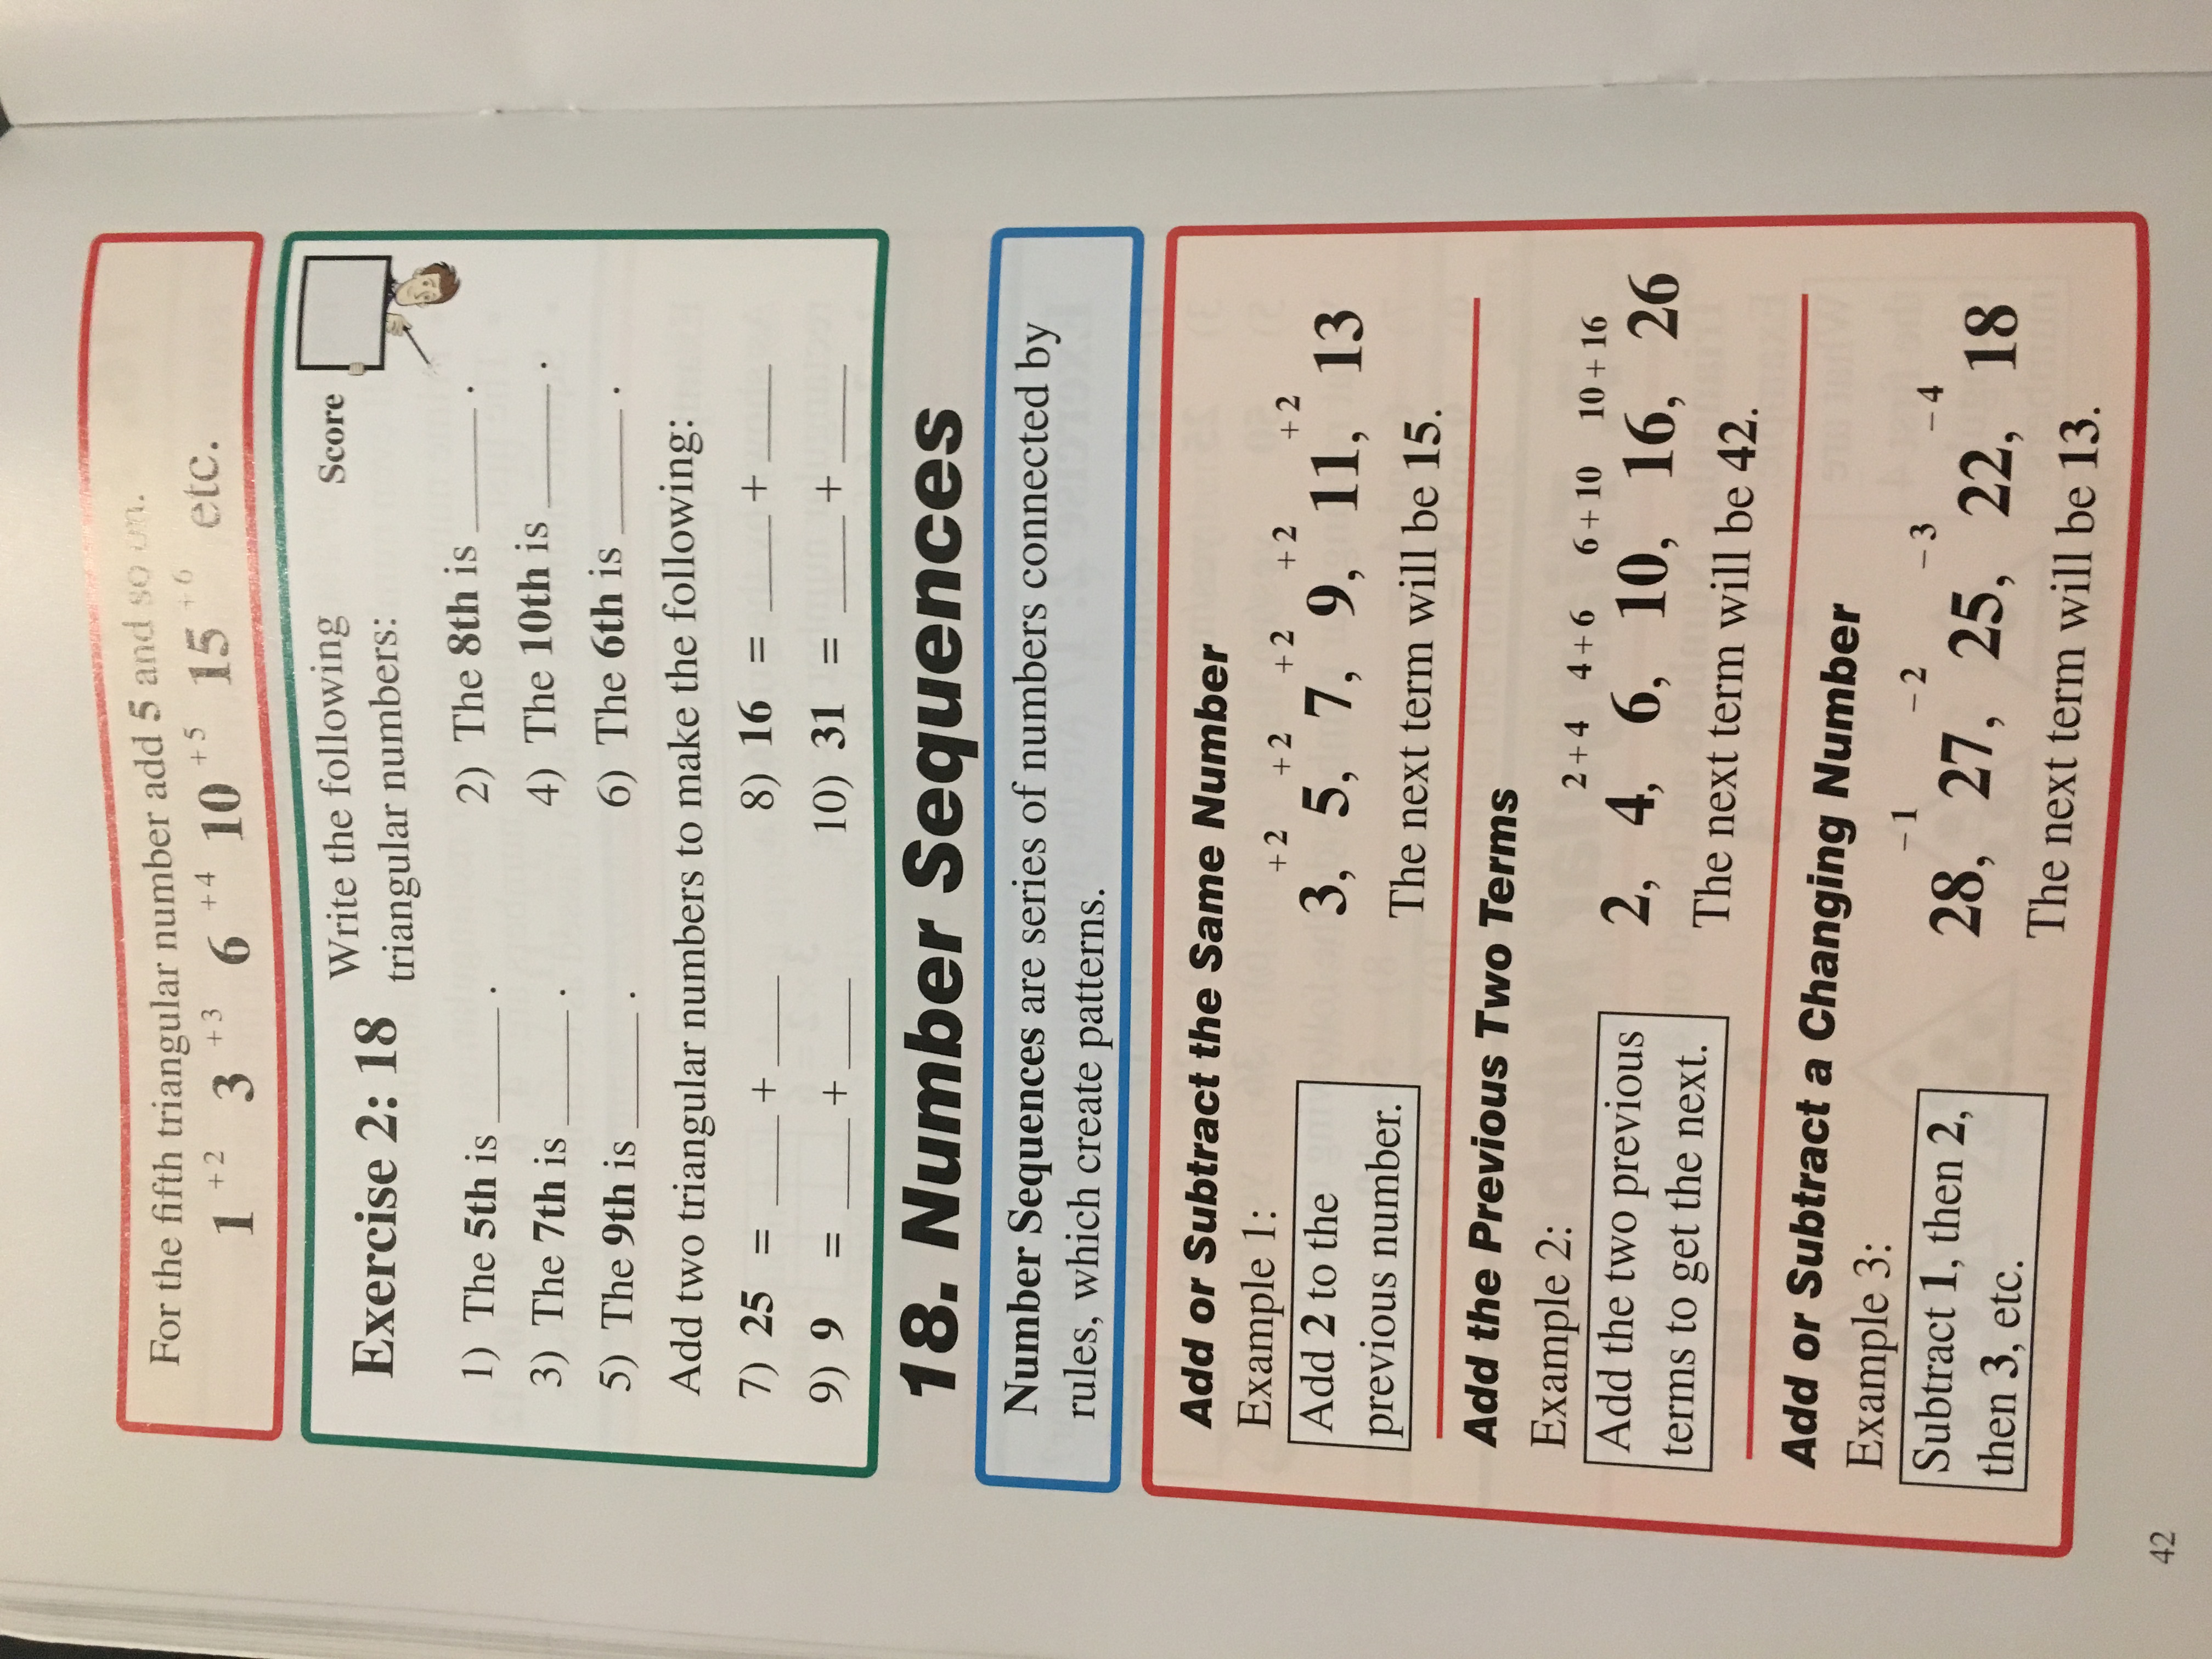 For the fifth triangular number add 5 and so on.
1 +2 3 +3 6 +4 10 +5 15 +6 etc.
Exercise 2: 18
Write the following
triangular numbers:
Score
1) The 5th is _____ .
2) The 8th is _____ .
3) The 7th is _____ .
4) The 10th is _____ .
5) The 9th is _____ .
6) The 6th is _____ .
Add two triangular numbers to make the following:
7) 25 = ____ + ____
8) 16 = ____ + ____
9) 9 = ____ + ____
10) 31 = ____ + ____
18. Number Sequences
Number Sequences are series of numbers connected by
rules, which create patterns.
Add or Subtract the Same Number
Example 1:
Add 2 to the
previous number.
+2 +2 +2 +2 +2
3, 5, 7, 9, 11, 13
The next term will be 15.
Add the Previous Two Terms
Example 2:
Add the two previous
terms to get the next.
2+4 4+6 6+10 10+16
2, 4, 6, 10, 16, 26
The next term will be 42.
Add or Subtract a Changing Number
Example 3:
Subtract 1, then 2,
then 3, etc.
−1 −2 −3 −4
28, 27, 25, 22, 18
The next term will be 13.
42